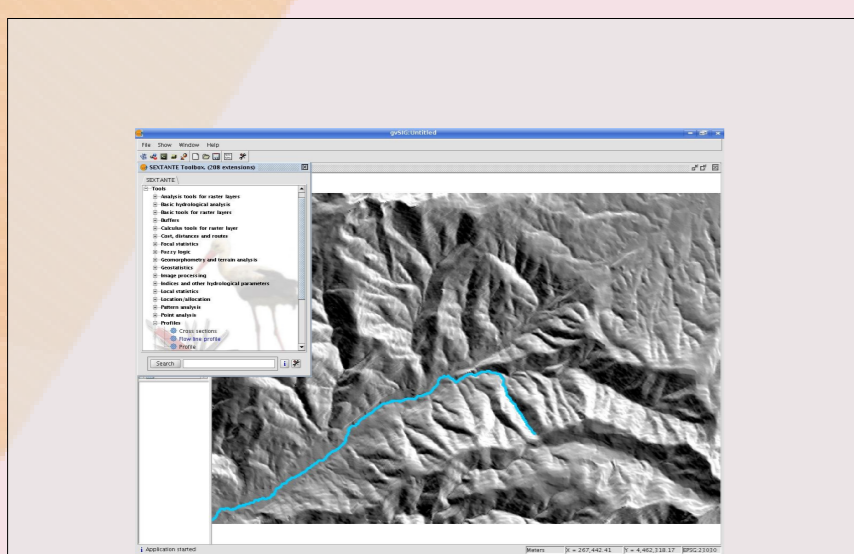 gvSIG:Untitled
File Show Window Help
SEXTANTE Toolbox. (208 extensions)
SEXTANTE
Tools
Analysis tools for raster layers
Basic hydrological analysis
Basic tools for raster layers
Buffers
Calculus tools for raster layer
Cost, distances and routes
Focal statistics
Fuzzy logic
Geomorphometry and terrain analysis
Geostatistics
Image processing
Indices and other hydrological parameters
Local statistics
Location/allocation
Pattern analysis
Point analysis
Profiles
Cross sections
Flow line profile
Profile
Search
Application started
Meters X = 267,442.41 Y = 4,462,318.17 EPSG:23030